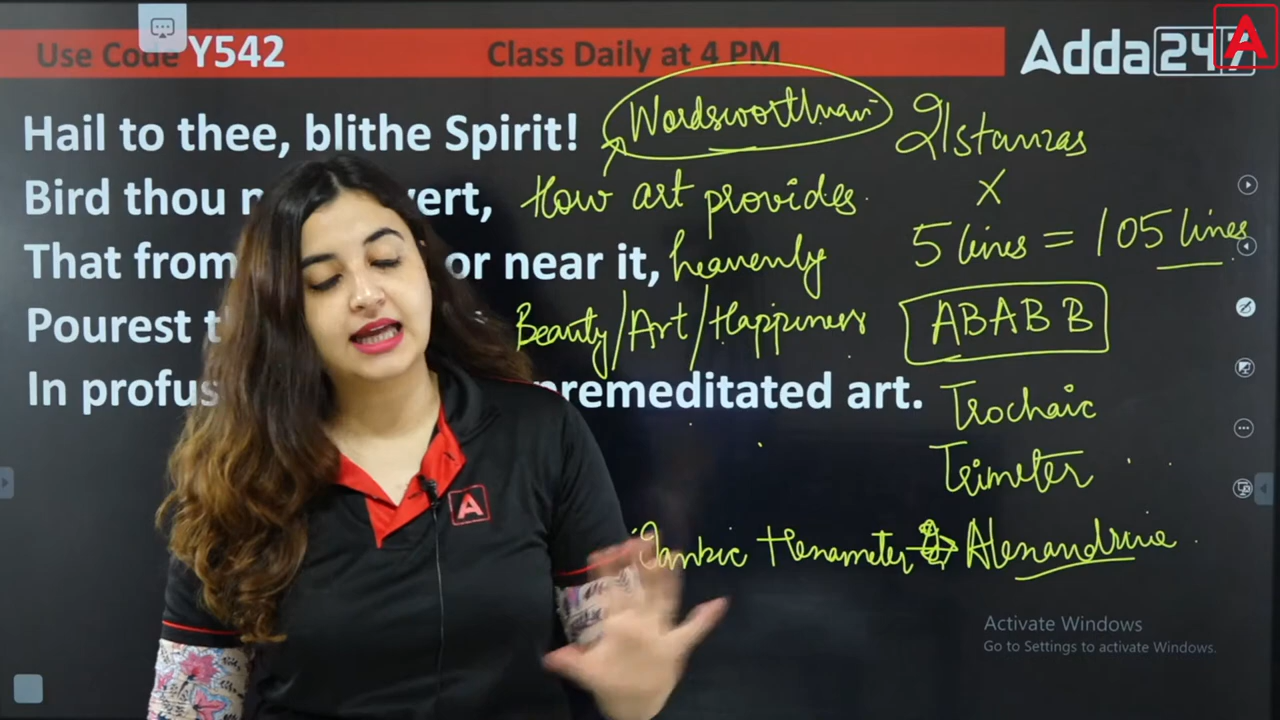 Use Code Y542 Class Daily at 4 PM Adda247
Hail to thee, blithe Spirit!
Bird thou vert,
That from or near it,
Pourest
In profus premeditated art.
Wordsworthian
How art provides
heavenly
Beauty/Art/Happiness
21 stanzas
X
5 lines = 105 lines
ABABB
Trochaic
Trimeter
Iambic Hexameter Alexandrine
A
A
Activate Windows
Go to Settings to activate Windows.